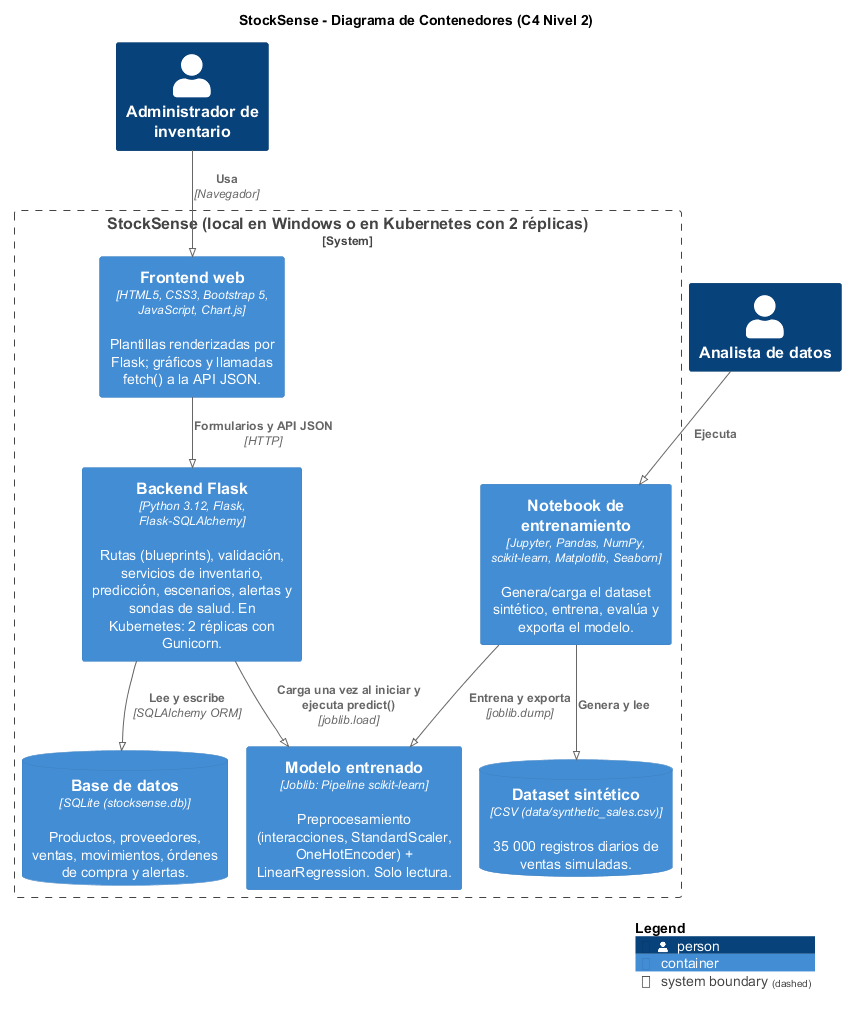 StockSense - Diagrama de Contenedores (C4 Nivel 2)
Administrador de
inventario
Usa
[Navegador]
StockSense (local en Windows o en Kubernetes con 2 réplicas)
[System]
Frontend web
[HTML5, CSS3, Bootstrap 5,
JavaScript, Chart.js]
Plantillas renderizadas por
Flask; gráficos y llamadas
fetch() a la API JSON.
Analista de datos
Formularios y API JSON
[HTTP]
Ejecuta
Backend Flask
[Python 3.12, Flask,
Flask-SQLAlchemy]
Rutas (blueprints), validación,
servicios de inventario,
predicción, escenarios, alertas y
sondas de salud. En
Kubernetes: 2 réplicas con
Gunicorn.
Notebook de
entrenamiento
[Jupyter, Pandas, NumPy,
scikit-learn, Matplotlib, Seaborn]
Genera/carga el dataset
sintético, entrena, evalúa y
exporta el modelo.
Lee y escribe
[SQLAlchemy ORM]
Carga una vez al iniciar y
ejecuta predict()
[joblib.load]
Entrena y exporta
[joblib.dump]
Genera y lee
Base de datos
[SQLite (stocksense.db)]
Productos, proveedores,
ventas, movimientos, órdenes
de compra y alertas.
Modelo entrenado
[Joblib: Pipeline scikit-learn]
Preprocesamiento
(interacciones, StandardScaler,
OneHotEncoder) +
LinearRegression. Solo lectura.
Dataset sintético
[CSV (data/synthetic_sales.csv)]
35 000 registros diarios de
ventas simuladas.
Legend
person
container
system boundary (dashed)